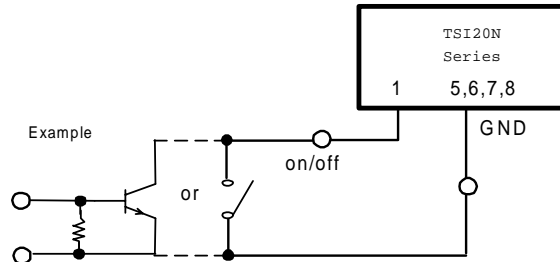 TSI20N
Series
1 5,6,7,8
GND
Example
on/off
or